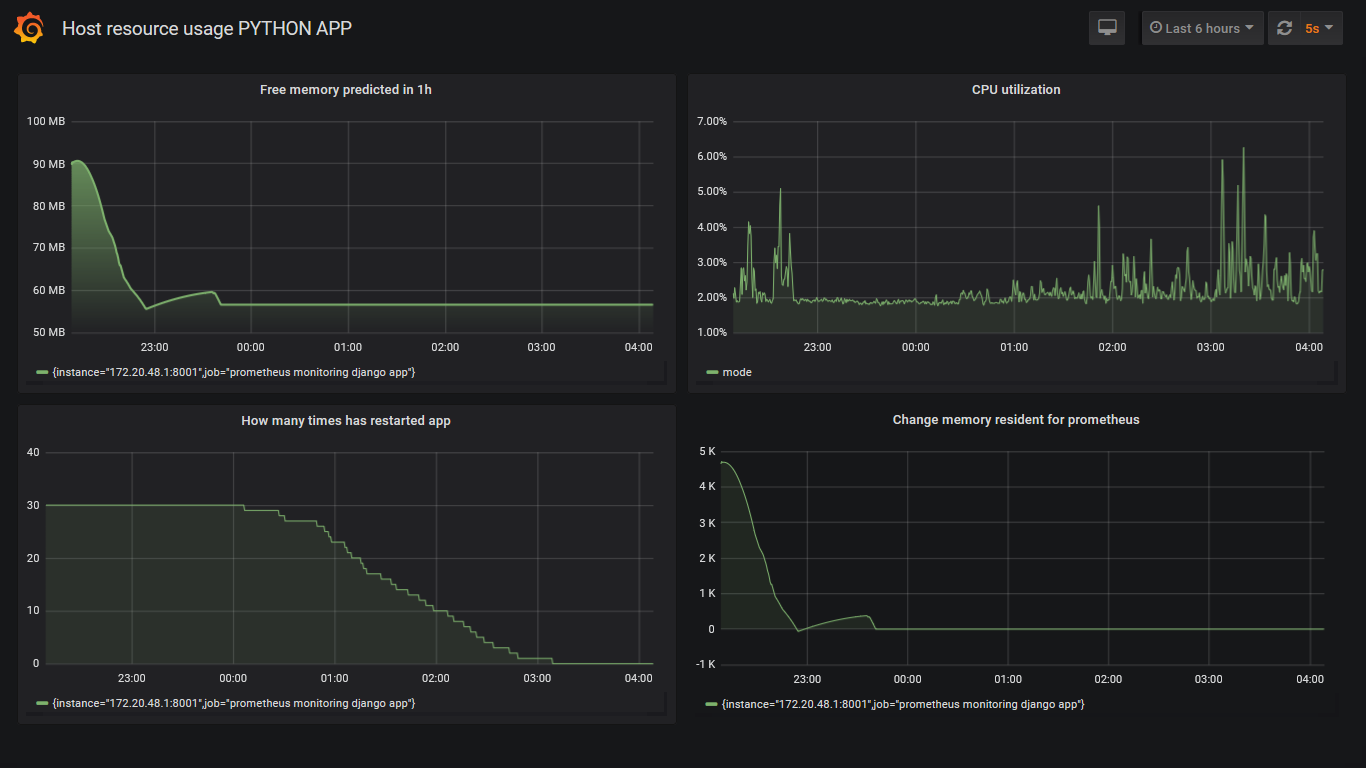 Host resource usage PYTHON APP
Last 6 hours
5s
Free memory predicted in 1h
100 MB
90 MB
80 MB
70 MB
60 MB
50 MB
23:00 00:00 01:00 02:00 03:00 04:00
{instance="172.20.48.1:8001",job="prometheus monitoring django app"}
CPU utilization
7.00%
6.00%
5.00%
4.00%
3.00%
2.00%
1.00%
23:00 00:00 01:00 02:00 03:00 04:00
mode
How many times has restarted app
40
30
20
10
0
23:00 00:00 01:00 02:00 03:00 04:00
{instance="172.20.48.1:8001",job="prometheus monitoring django app"}
Change memory resident for prometheus
5 K
4 K
3 K
2 K
1 K
0
-1 K
23:00 00:00 01:00 02:00 03:00 04:00
{instance="172.20.48.1:8001",job="prometheus monitoring django app"}